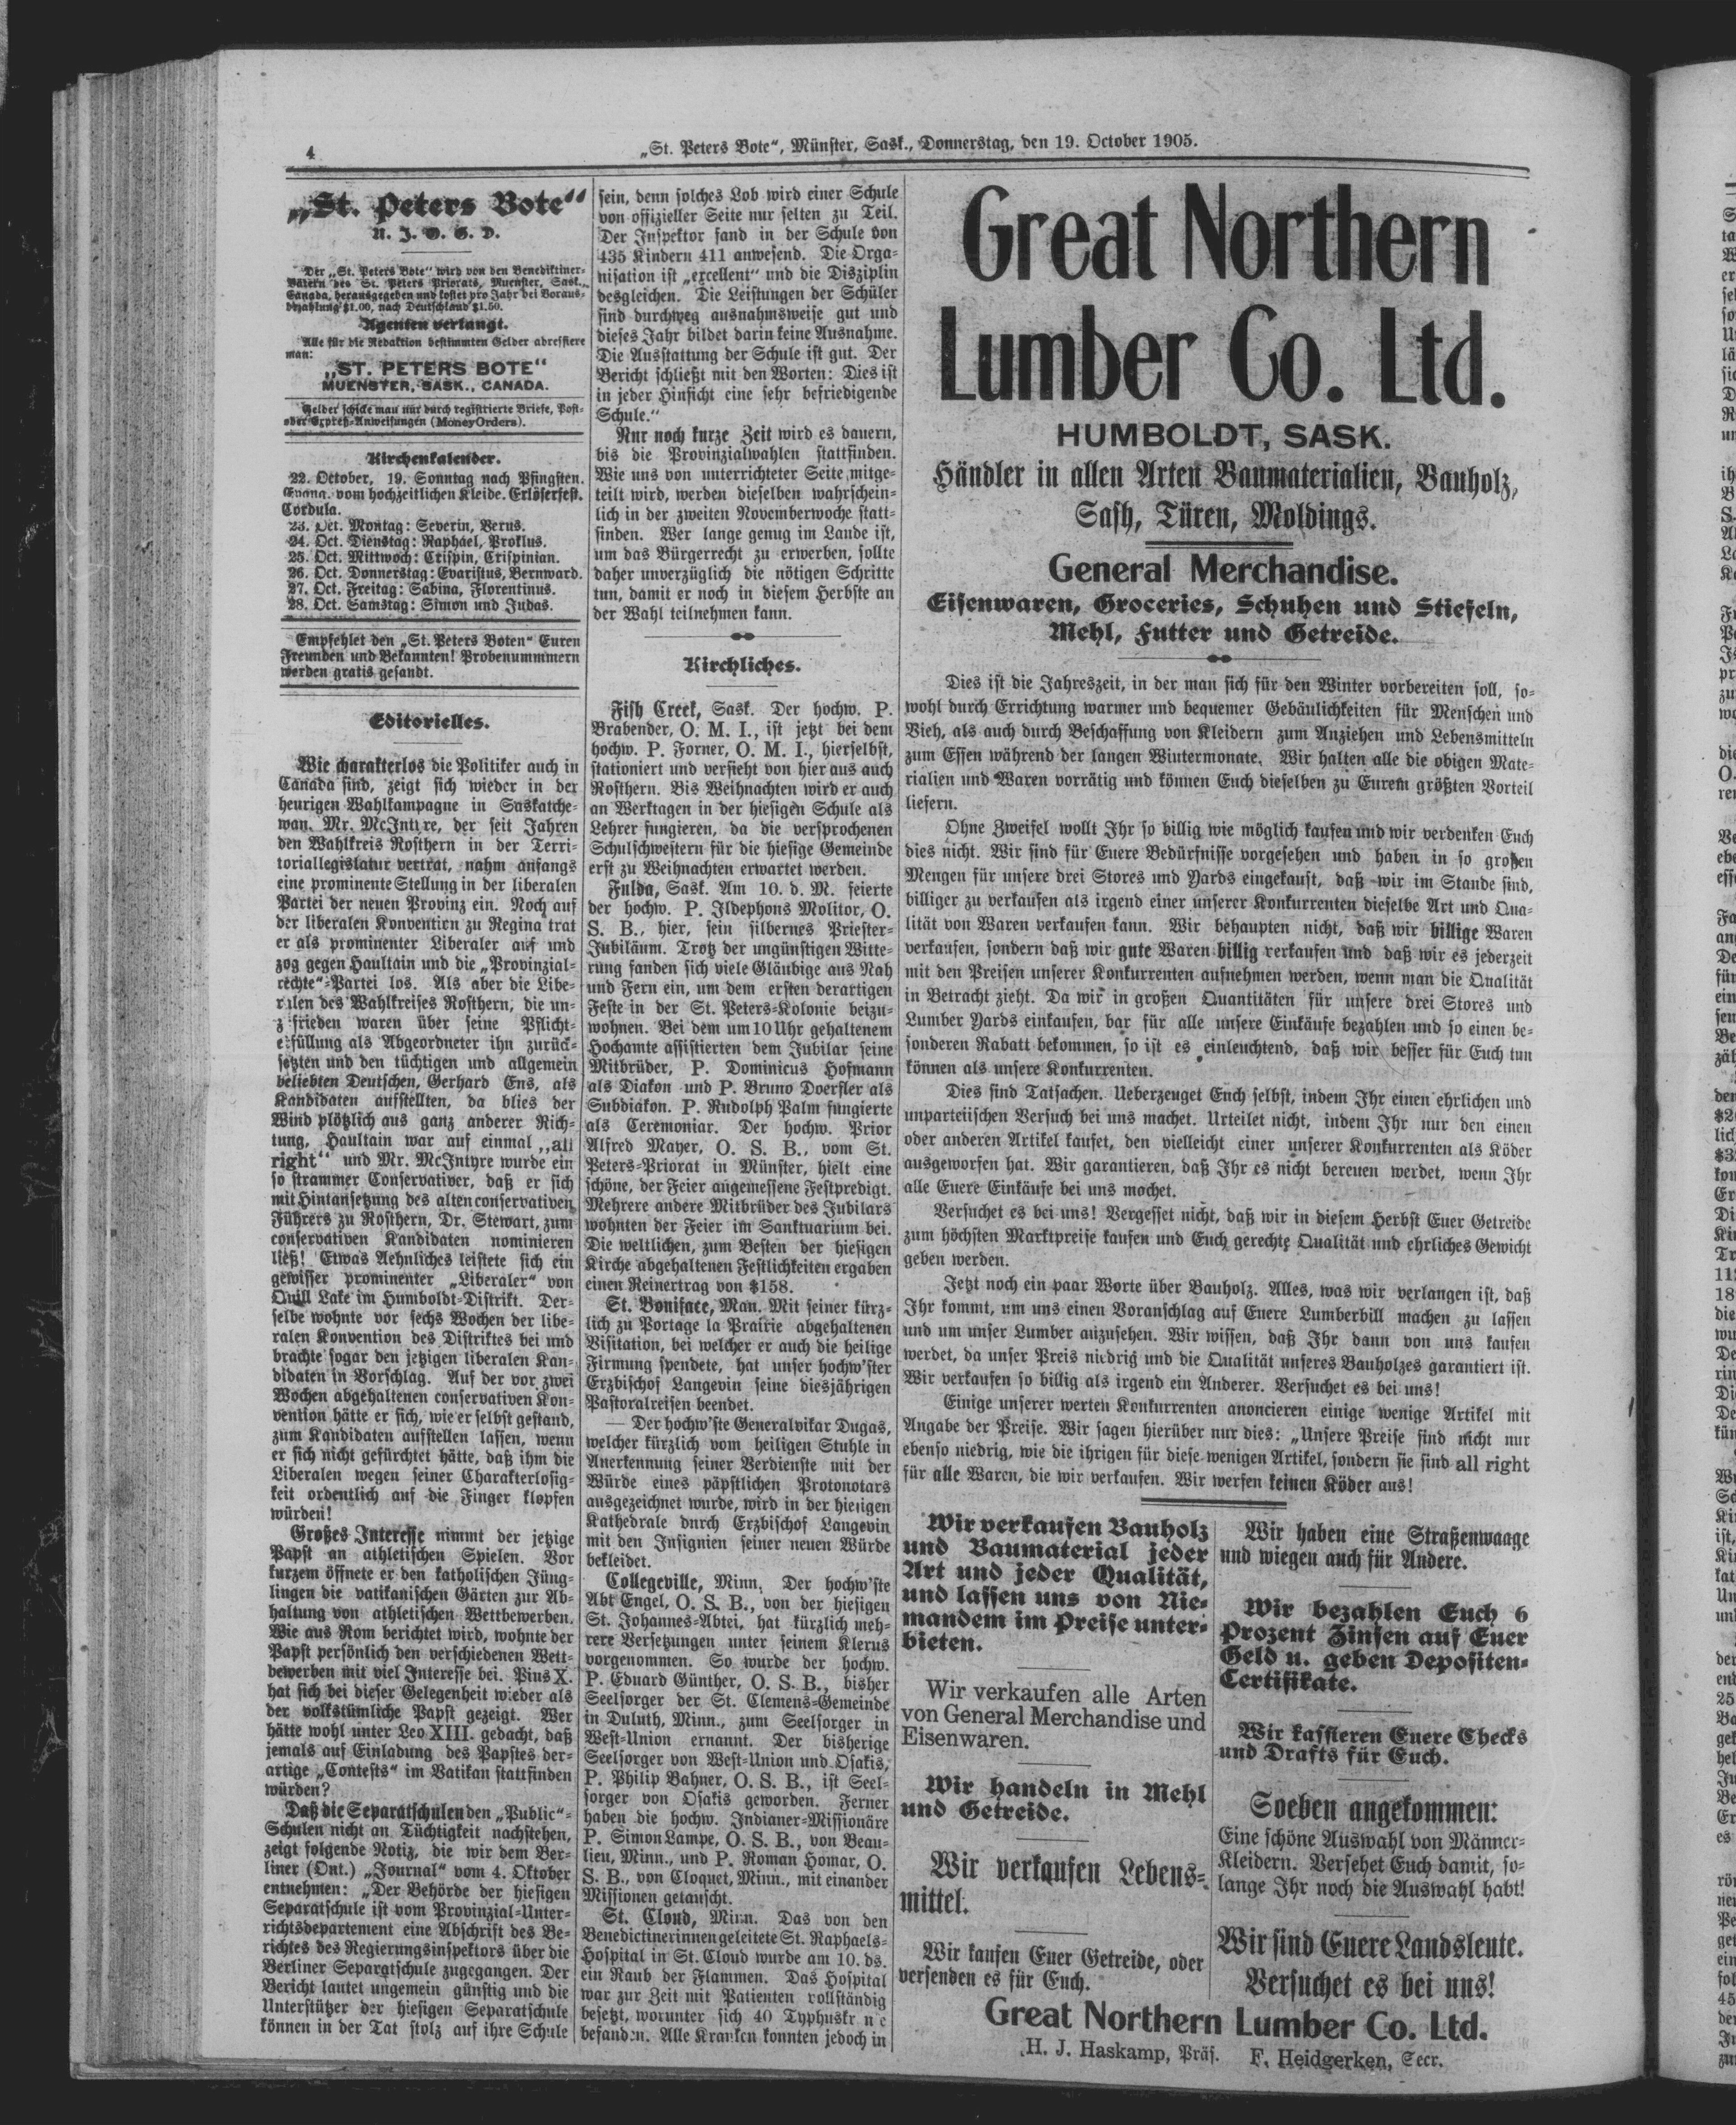 4
„St. Peters Bote“, Münster, Sask., Donnerstag, den 19. October 1905.
„St. Peters Bote“
U. J. O. G. D.
Der „St. Peters Bote“ wird von den Benediktiner-
Vätern des St. Peters Priorats, Muenster, Sask.,
Canada, herausgegeben und kostet pro Jahr bei Voraus-
bezahlung $1.00, nach Deutschland $1.50.
Agenten verlangt.
Alle für die Redaktion bestimmten Gelder adressiere
man:
„ST. PETERS BOTE“
MUENSTER, SASK., CANADA.
Gelder schicke man nur durch registrierte Briefe, Post-
oder Expreß-Anweisungen (Money Orders).
Kirchenkalender.
22. October, 19. Sonntag nach Pfingsten.
Evang. vom hochzeitlichen Kleide. Erlöserfest.
Cordula.
23. Oct. Montag: Severin, Verus.
24. Oct. Dienstag: Raphael, Proklus.
25. Oct. Mittwoch: Crispin, Crispinian.
26. Oct. Donnerstag: Evaristus, Bernward.
27. Oct. Freitag: Sabina, Florentinus.
28. Oct. Samstag: Simon und Judas.
Empfehlet den „St. Peters Boten“ Euren
Freunden und Bekannten! Probenummmern
werden gratis gesandt.
Editorielles.
Wie charakterlos die Politiker auch in
Canada sind, zeigt sich wieder in der
heurigen Wahlkampagne in Saskatche-
wan. Mr. McIntyre, der seit Jahren
den Wahlkreis Rosthern in der Terri-
toriallegislatur vertrat, nahm anfangs
eine prominente Stellung in der liberalen
Partei der neuen Provinz ein. Noch auf
der liberalen Konvention zu Regina trat
er als prominenter Liberaler auf und
zog gegen Haultain und die „Provinzial-
rechte“-Partei los. Als aber die Libe-
ralen des Wahlkreises Rosthern, die un-
zufrieden waren über seine Pflicht-
erfüllung als Abgeordneter ihn zurück-
setzten und den tüchtigen und allgemein
beliebten Deutschen, Gerhard Ens, als
Kandidaten aufstellten, da blies der
Wind plötzlich aus ganz anderer Rich-
tung, Haultain war auf einmal „all
right“ und Mr. McIntyre wurde ein
so strammer Conservativer, daß er sich
mit Hintansetzung des alten conservativen
Führers zu Rosthern, Dr. Stewart, zum
conservativen Kandidaten nominieren
ließ! Etwas Aehnliches leistete sich ein
gewisser prominenter „Liberaler“ von
Quill Lake im Humboldt-Distrikt. Der-
selbe wohnte vor sechs Wochen der libe-
ralen Konvention des Distriktes bei und
brachte sogar den jetzigen liberalen Kan-
didaten in Vorschlag. Auf der vor zwei
Wochen abgehaltenen conservativen Kon-
vention hätte er sich, wie er selbst gestand,
zum Kandidaten aufstellen lassen, wenn
er sich nicht gefürchtet hätte, daß ihm die
Liberalen wegen seiner Charakterlosig-
keit ordentlich auf die Finger klopfen
würden!
Großes Interesse nimmt der jetzige
Papst an athletischen Spielen. Vor
kurzem öffnete er den katholischen Jüng-
lingen die vatikanischen Gärten zur Ab-
haltung von athletischen Wettbewerben.
Wie aus Rom berichtet wird, wohnte der
Papst persönlich den verschiedenen Wett-
bewerben mit viel Interesse bei. Pius X.
hat sich bei dieser Gelegenheit wieder als
der volkstümliche Papst gezeigt. Wer
hätte wohl unter Leo XIII. gedacht, daß
jemals auf Einladung des Papstes der-
artige „Contests“ im Vatikan stattfinden
würden?
Daß die Separatschulen den „Public“-
Schulen nicht an Tüchtigkeit nachstehen,
zeigt folgende Notiz, die wir dem Ber-
liner (Ont.) „Journal“ vom 4. Oktober
entnehmen: „Der Behörde der hiesigen
Separatschule ist vom Provinzial-Unter-
richtsdepartement eine Abschrift des Be-
richtes des Regierungsinspektors über die
Berliner Separatschule zugegangen. Der
Bericht lautet ungemein günstig und die
Unterstützer der hiesigen Separatschule
können in der Tat stolz auf ihre Schule
sein, denn solches Lob wird einer Schule
von offizieller Seite nur selten zu Teil.
Der Inspektor fand in der Schule von
435 Kindern 411 anwesend. Die Orga-
nisation ist „excellent“ und die Disziplin
desgleichen. Die Leistungen der Schüler
sind durchweg ausnahmsweise gut und
dieses Jahr bildet darin keine Ausnahme.
Die Ausstattung der Schule ist gut. Der
Bericht schließt mit den Worten: Dies ist
in jeder Hinsicht eine sehr befriedigende
Schule.“
Nur noch kurze Zeit wird es dauern,
bis die Provinzialwahlen stattfinden.
Wie uns von unterrichteter Seite mitge-
teilt wird, werden dieselben wahrschein-
lich in der zweiten Novemberwoche statt-
finden. Wer lange genug im Lande ist,
um das Bürgerrecht zu erwerben, sollte
daher unverzüglich die nötigen Schritte
tun, damit er noch in diesem Herbste an
der Wahl teilnehmen kann.
Kirchliches.
Fish Creek, Sask. Der hochw. P.
Brabender, O. M. I., ist jetzt bei dem
hochw. P. Forner, O. M. I., hierselbst,
stationiert und versieht von hier aus auch
Rosthern. Bis Weihnachten wird er auch
an Werktagen in der hiesigen Schule als
Lehrer fungieren, da die versprochenen
Schulschwestern für die hiesige Gemeinde
erst zu Weihnachten erwartet werden.
Fulda, Sask. Am 10. d. M. feierte
der hochw. P. Ildephons Molitor, O.
S. B., hier, sein silbernes Priester-
Jubiläum. Trotz der ungünstigen Witte-
rung fanden sich viele Gläubige aus Nah
und Fern ein, um dem ersten derartigen
Feste in der St. Peters-Kolonie beizu-
wohnen. Bei dem um 10 Uhr gehaltenem
Hochamte assistierten dem Jubilar seine
Mitbrüder, P. Dominicus Hofmann
als Diakon und P. Bruno Doerfler als
Subdiakon. P. Rudolph Palm fungierte
als Ceremoniar. Der hochw. Prior
Alfred Mayer, O. S. B., vom St.
Peters-Priorat in Münster, hielt eine
schöne, der Feier angemessene Festpredigt.
Mehrere andere Mitbrüder des Jubilars
wohnten der Feier im Sanktuarium bei.
Die weltlichen, zum Besten der hiesigen
Kirche abgehaltenen Festlichkeiten ergaben
einen Reinertrag von $158.
St. Boniface, Man. Mit seiner kürz-
lich zu Portage la Prairie abgehaltenen
Visitation, bei welcher er auch die heilige
Firmung spendete, hat unser hochw'ster
Erzbischof Langevin seine diesjährigen
Pastoralreisen beendet.
— Der hochw'ste Generalvikar Dugas,
welcher kürzlich vom heiligen Stuhle in
Anerkennung seiner Verdienste mit der
Würde eines päpstlichen Protonotars
ausgezeichnet wurde, wird in der hiesigen
Kathedrale durch Erzbischof Langevin
mit den Insignien seiner neuen Würde
bekleidet.
Collegeville, Minn. Der hochw'ste
Abt Engel, O. S. B., von der hiesigen
St. Johannes-Abtei, hat kürzlich meh-
rere Versetzungen unter seinem Klerus
vorgenommen. So wurde der hochw.
P. Eduard Günther, O. S. B., bisher
Seelsorger der St. Clemens-Gemeinde
in Duluth, Minn., zum Seelsorger in
West-Union ernannt. Der bisherige
Seelsorger von West-Union und Osakis,
P. Philip Bahner, O. S. B., ist Seel-
sorger von Osakis geworden. Ferner
haben die hochw. Indianer-Missionäre
P. Simon Lampe, O. S. B., von Beau-
lieu, Minn., und P. Roman Homar, O.
S. B., von Cloquet, Minn., mit einander
Missionen getauscht.
St. Cloud, Minn. Das von den
Benedictinerinnen geleitete St. Raphaels-
Hospital in St. Cloud wurde am 10. ds.
ein Raub der Flammen. Das Hospital
war zur Zeit mit Patienten vollständig
besetzt, worunter sich 40
befanden. Alle Kranken konnten jedoch in
Great Northern
Lumber Co. Ltd.
HUMBOLDT, SASK.
Händler in allen Arten Baumaterialien, Bauholz,
Sash, Türen, Moldings.
General Merchandise.
Eisenwaren, Groceries, Schuhen und Stiefeln,
Mehl, Futter und Getreide.
Dies ist die Jahreszeit, in der man sich für den Winter vorbereiten soll, so-
wohl durch Errichtung warmer und bequemer Gebäulichkeiten für Menschen und
Vieh, als auch durch Beschaffung von Kleidern zum Anziehen und Lebensmitteln
zum Essen während der langen Wintermonate. Wir halten alle die obigen Mate-
rialien und Waren vorrätig und können Euch dieselben zu Eurem größten Vorteil
liefern.
Ohne Zweifel wollt Ihr so billig wie möglich kaufen und wir verdenken Euch
dies nicht. Wir sind für Euere Bedürfnisse vorgesehen und haben in so großen
Mengen für unsere drei Stores und Yards eingekauft, daß wir im Stande sind,
billiger zu verkaufen als irgend einer unserer Konkurrenten dieselbe Art und Qua-
lität von Waren verkaufen kann. Wir behaupten nicht, daß wir billige Waren
verkaufen, sondern daß wir gute Waren billig verkaufen und daß wir es jederzeit
mit den Preisen unserer Konkurrenten aufnehmen werden, wenn man die Qualität
in Betracht zieht. Da wir in großen Quantitäten für unsere drei Stores und
Lumber Yards einkaufen, bar für alle unsere Einkäufe bezahlen und so einen be-
sonderen Rabatt bekommen, so ist es einleuchtend, daß wir besser für Euch tun
können als unsere Konkurrenten.
Dies sind Tatsachen. Ueberzeuget Euch selbst, indem Ihr einen ehrlichen und
unparteiischen Versuch bei uns machet. Urteilet nicht, indem Ihr nur den einen
oder anderen Artikel kaufet, den vielleicht einer unserer Konkurrenten als Köder
ausgeworfen hat. Wir garantieren, daß Ihr es nicht bereuen werdet, wenn Ihr
alle Euere Einkäufe bei uns mochet.
Versuchet es bei uns! Vergesset nicht, daß wir in diesem Herbst Euer Getreide
zum höchsten Marktpreise kaufen und Euch gerechte Qualität und ehrliches Gewicht
geben werden.
Jetzt noch ein paar Worte über Bauholz. Alles, was wir verlangen ist, daß
Ihr kommt, um uns einen Voranschlag auf Euere Lumberbill machen zu lassen
und um unser Lumber anzusehen. Wir wissen, daß Ihr dann von uns kaufen
werdet, da unser Preis niedrig und die Qualität unseres Bauholzes garantiert ist.
Wir verkaufen so billig als irgend ein Anderer. Versuchet es bei uns!
Einige unserer werten Konkurrenten anoncieren einige wenige Artikel mit
Angabe der Preise. Wir sagen hierüber nur dies: „Unsere Preise sind nicht nur
ebenso niedrig, wie die ihrigen für diese wenigen Artikel, sondern sie sind all right
für alle Waren, die wir verkaufen. Wir werfen keinen Köder aus!
Wir verkaufen Bauholz
und Baumaterial jeder
Art und jeder Qualität,
und lassen uns von Nie-
mandem im Preise unter-
bieten.
Wir verkaufen alle Arten
von General Merchandise und
Eisenwaren.
Wir handeln in Mehl
und Getreide.
Wir verkaufen Lebens-
mittel.
Wir kaufen Euer Getreide, oder
versenden es für Euch.
Wir haben eine Straßenwaage
und wiegen auch für Andere.
Wir bezahlen Euch 6
Prozent Zinsen auf Euer
Geld u. geben Depositen-
Certifikate.
Wir kassieren Euere Checks
und Drafts für Euch.
Soeben angekommen:
Eine schöne Auswahl von Männer-
Kleidern. Versehet Euch damit, so-
lange Ihr noch die Auswahl habt!
Wir sind Euere Landsleute.
Versuchet es bei uns!
Great Northern Lumber Co. Ltd.
H. J. Haskamp, Präs. F. Heidgerken, Secr.